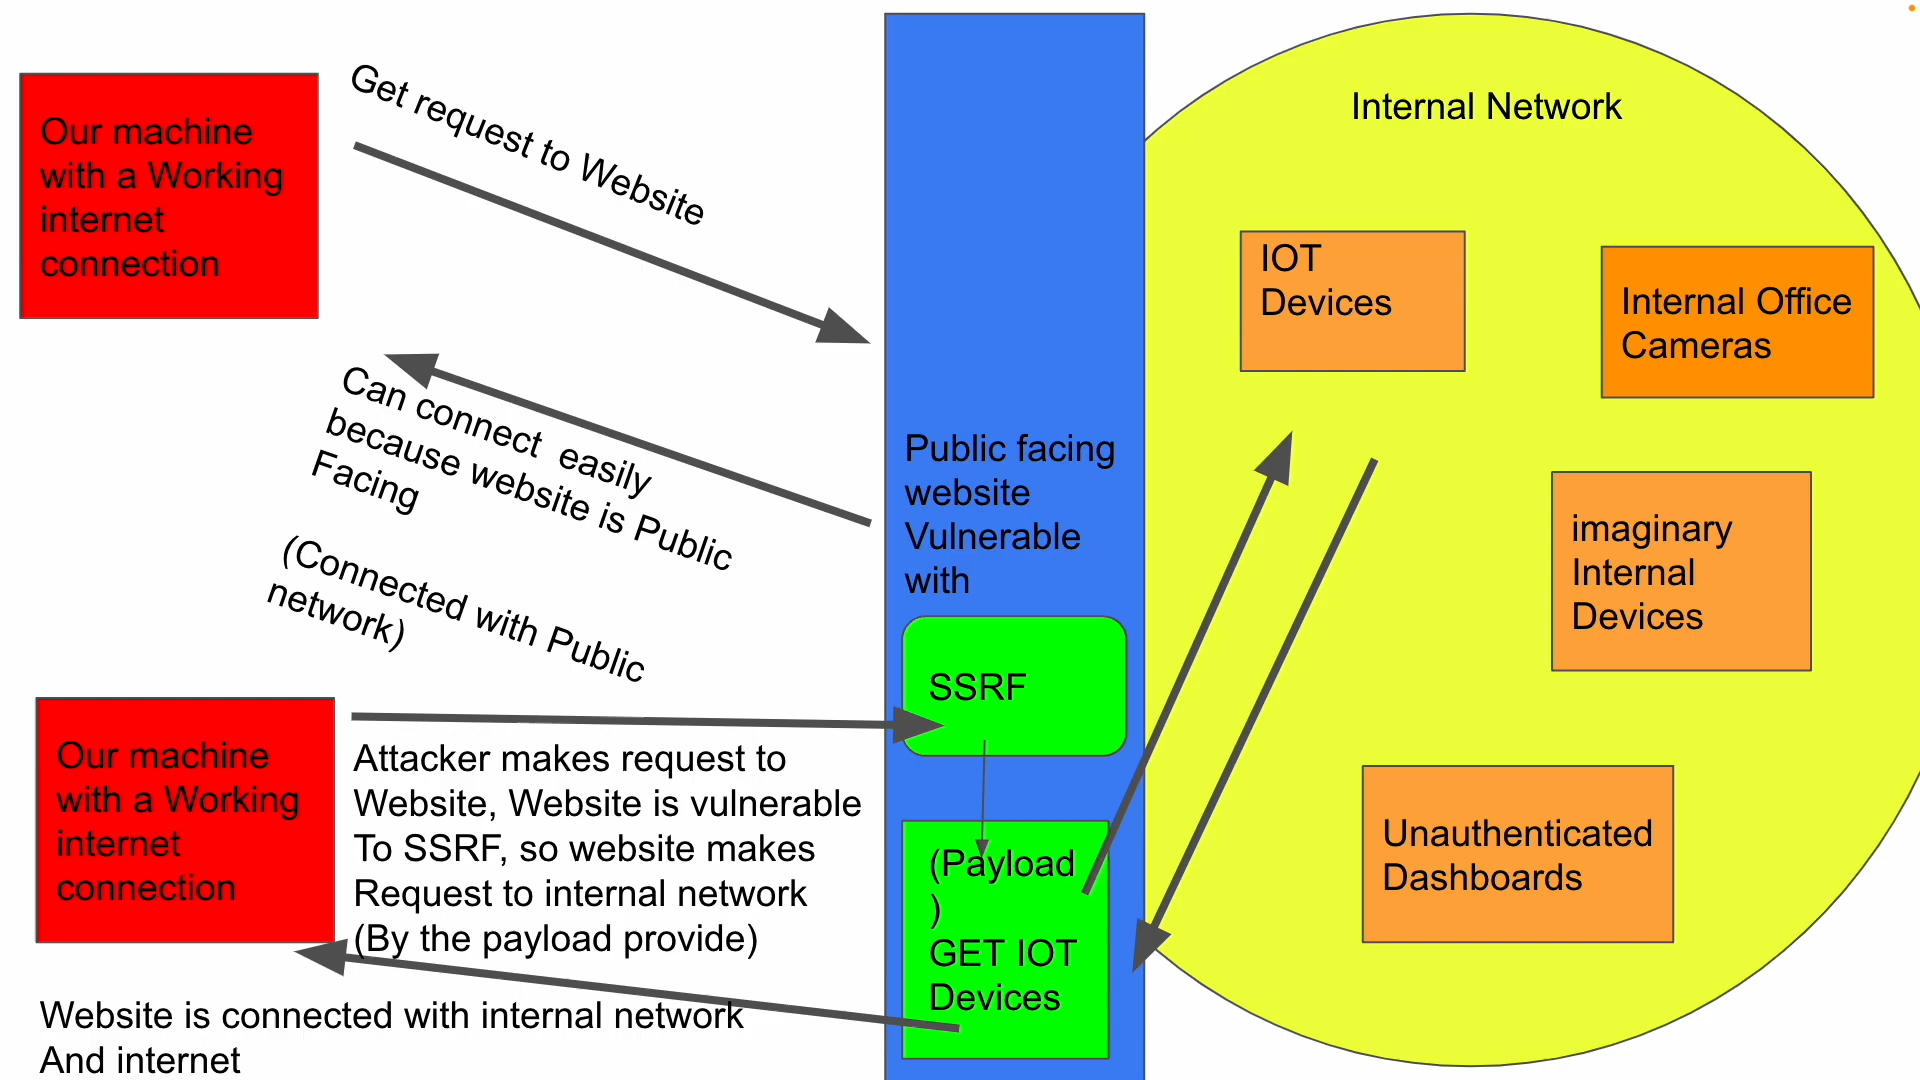 Our machine
with a Working
internet
connection
Get request to Website
Can connect  easily
because website is Public
Facing
(Connected with Public
network)
Our machine
with a Working
internet
connection
Attacker makes request to
Website, Website is vulnerable
To SSRF, so website makes
Request to internal network
(By the payload provide)
Website is connected with internal network
And internet
Public facing
website
Vulnerable
with
SSRF
(Payload
)
GET IOT
Devices
Internal Network
IOT
Devices
Internal Office
Cameras
imaginary
Internal
Devices
Unauthenticated
Dashboards